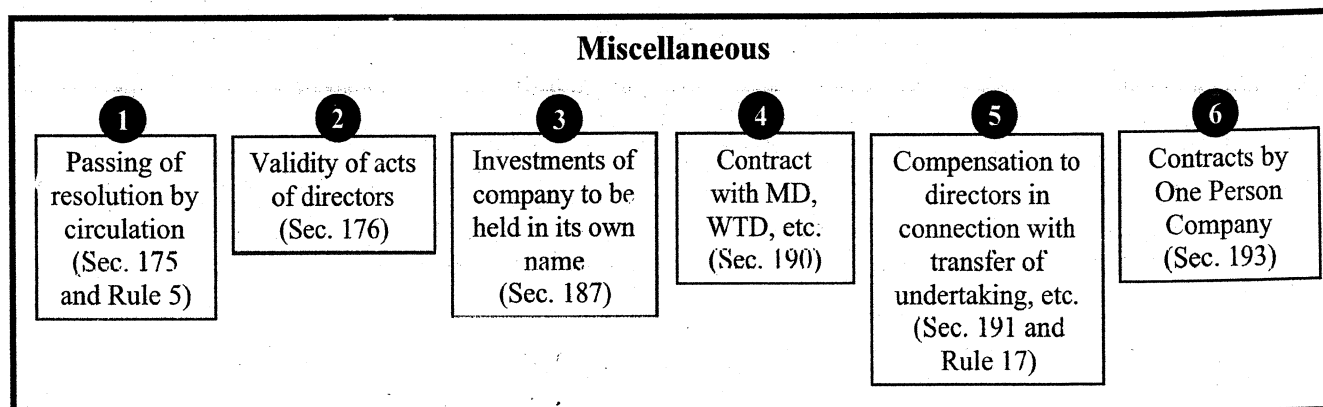 Miscellaneous
1
Passing of
resolution by
circulation
(Sec. 175
and Rule 5)
2
Validity of acts
of directors
(Sec. 176)
3
Investments of
company to be
held in its own
name
(Sec. 187)
4
Contract
with MD,
WTD, etc.
(Sec. 190)
5
Compensation to
directors in
connection with
transfer of
undertaking, etc.
(Sec. 191 and
Rule 17)
6
Contracts by
One Person
Company
(Sec. 193)